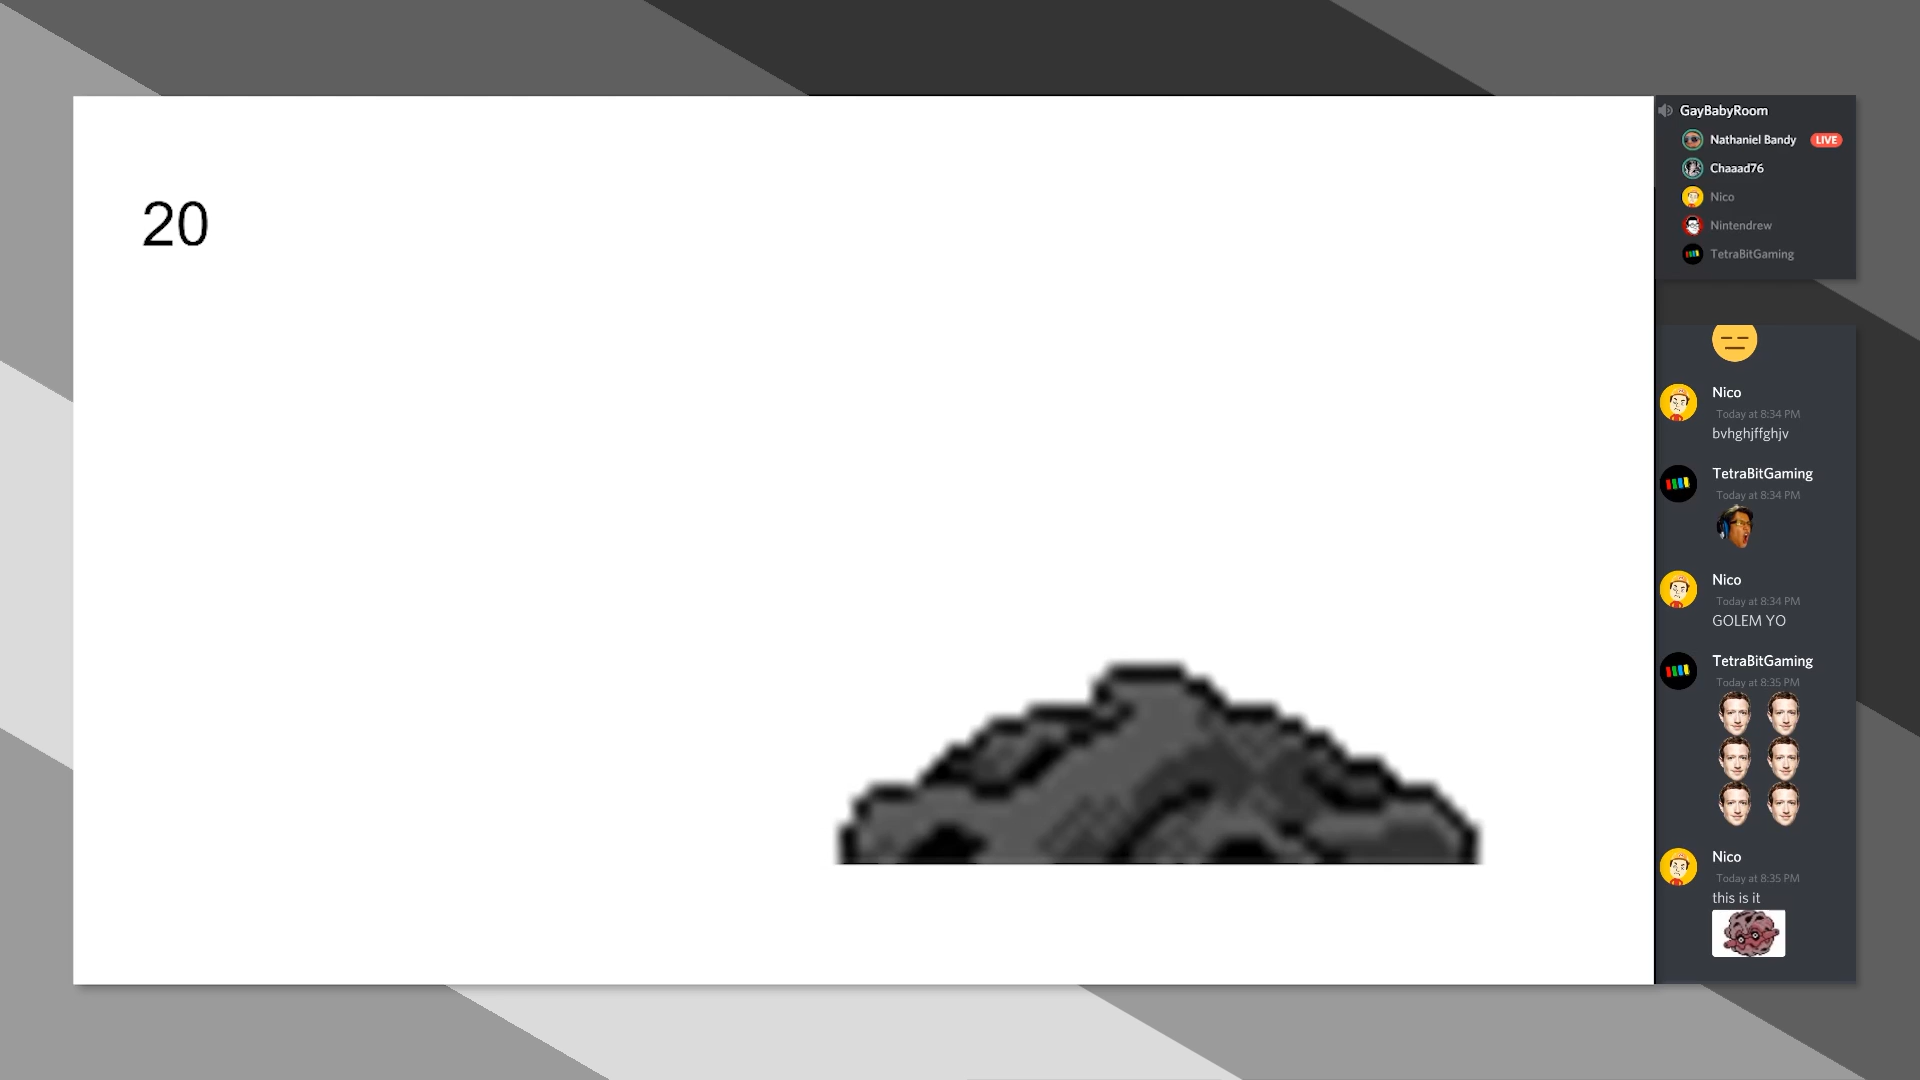 20
GayBabyRoom
Nathaniel Bandy LIVE
Chaaad76
Nico
Nintendrew
TetraBitGaming
Nico
Today at 8:34 PM
bvhghjffghjv
TetraBitGaming
Today at 8:34 PM
Nico
Today at 8:34 PM
GOLEM YO
TetraBitGaming
Today at 8:35 PM
Nico
Today at 8:35 PM
this is it